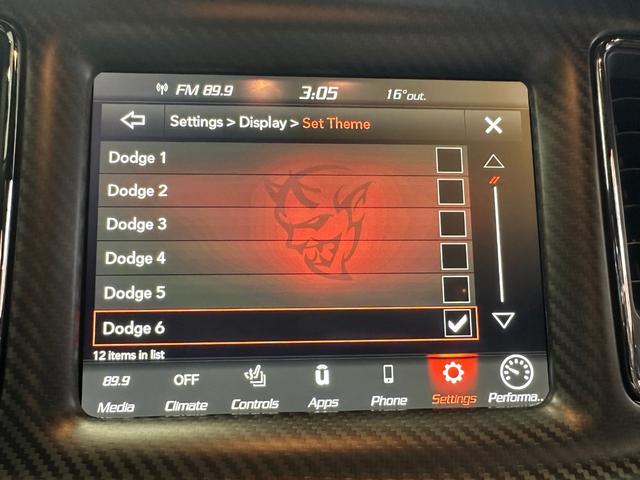 FM 89.9 3:05 16°out.
Settings > Display > Set Theme
Dodge 1
Dodge 2
Dodge 3
Dodge 4
Dodge 5
Dodge 6
12 items in list
89.9 OFF
Media Climate Controls Apps Phone Settings Performa..